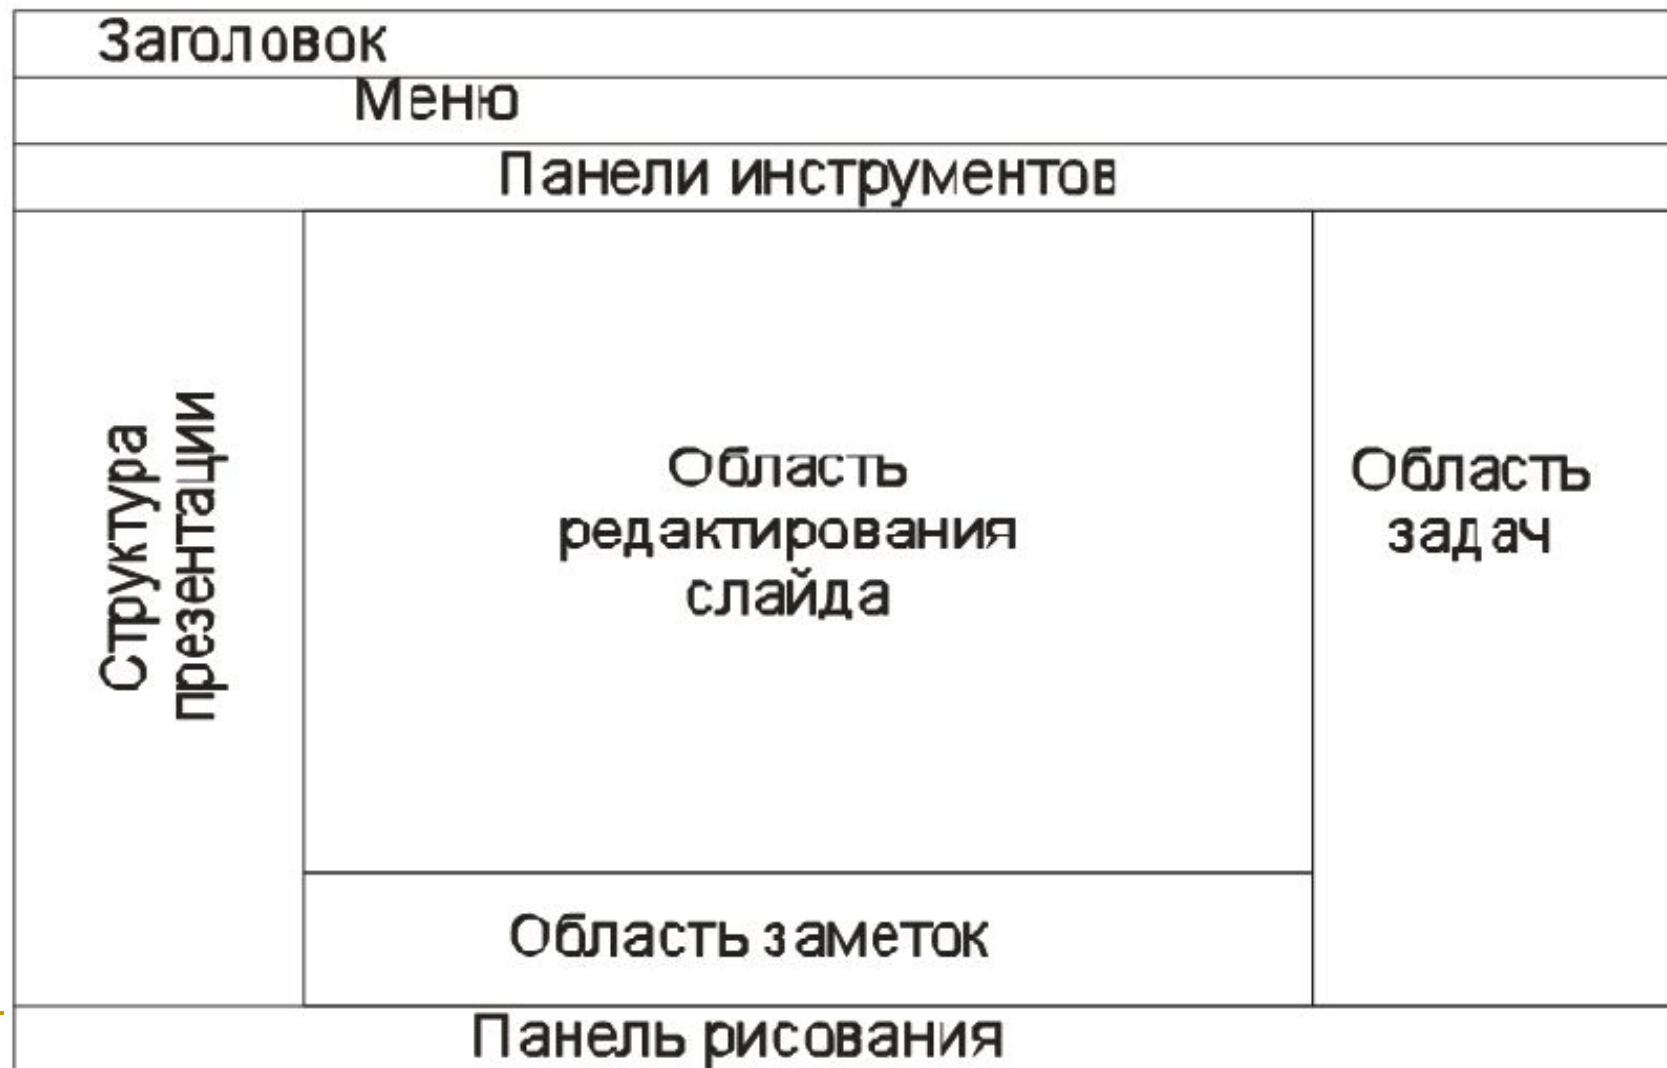 Заголовок
Меню
Панели инструментов
Структура
презентации
Область
редактирования
слайда
Область
задач
Область заметок
Панель рисования